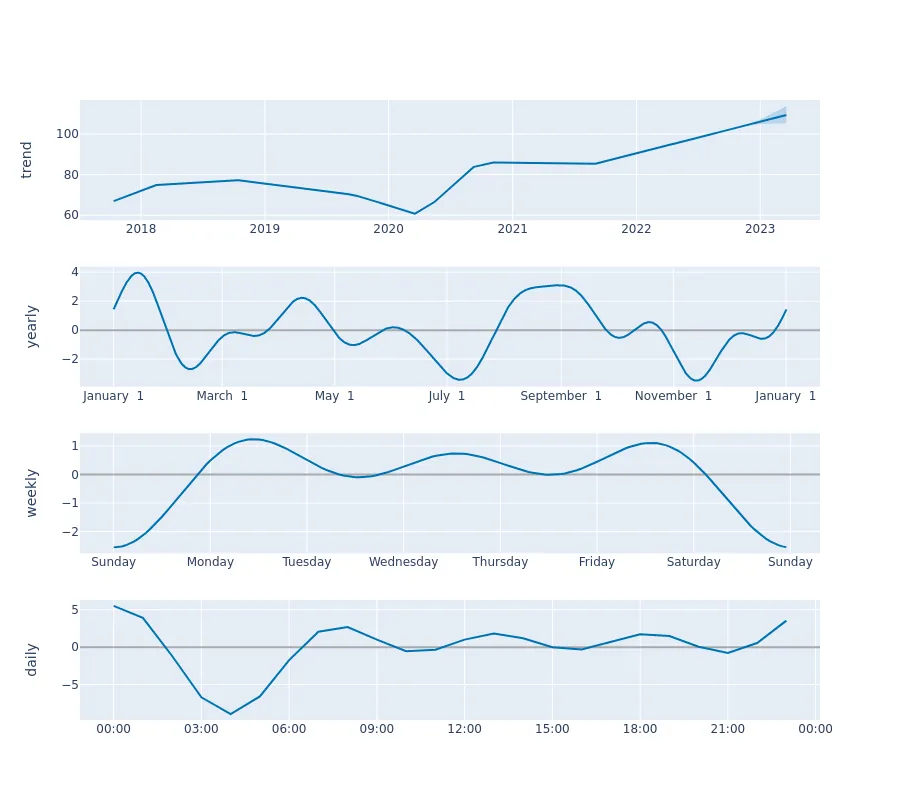 trend
100
80
60
2018 2019 2020 2021 2022 2023
yearly
4
2
0
−2
January 1 March 1 May 1 July 1 September 1 November 1 January 1
weekly
1
0
−1
−2
Sunday Monday Tuesday Wednesday Thursday Friday Saturday Sunday
daily
5
0
−5
00:00 03:00 06:00 09:00 12:00 15:00 18:00 21:00 00:00